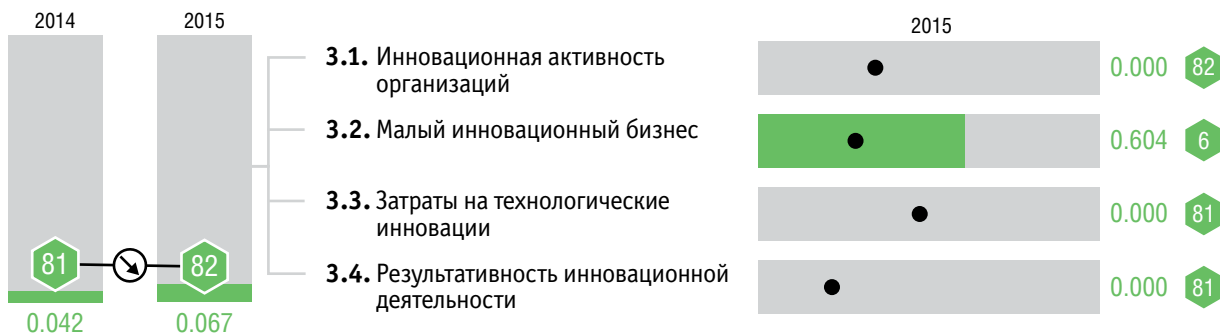 2014
2015
81
82
0.042
0.067
3.1. Инновационная активность
организаций
3.2. Малый инновационный бизнес
3.3. Затраты на технологические
инновации
3.4. Результативность инновационной
деятельности
2015
0.000 82
0.604 6
0.000 81
0.000 81